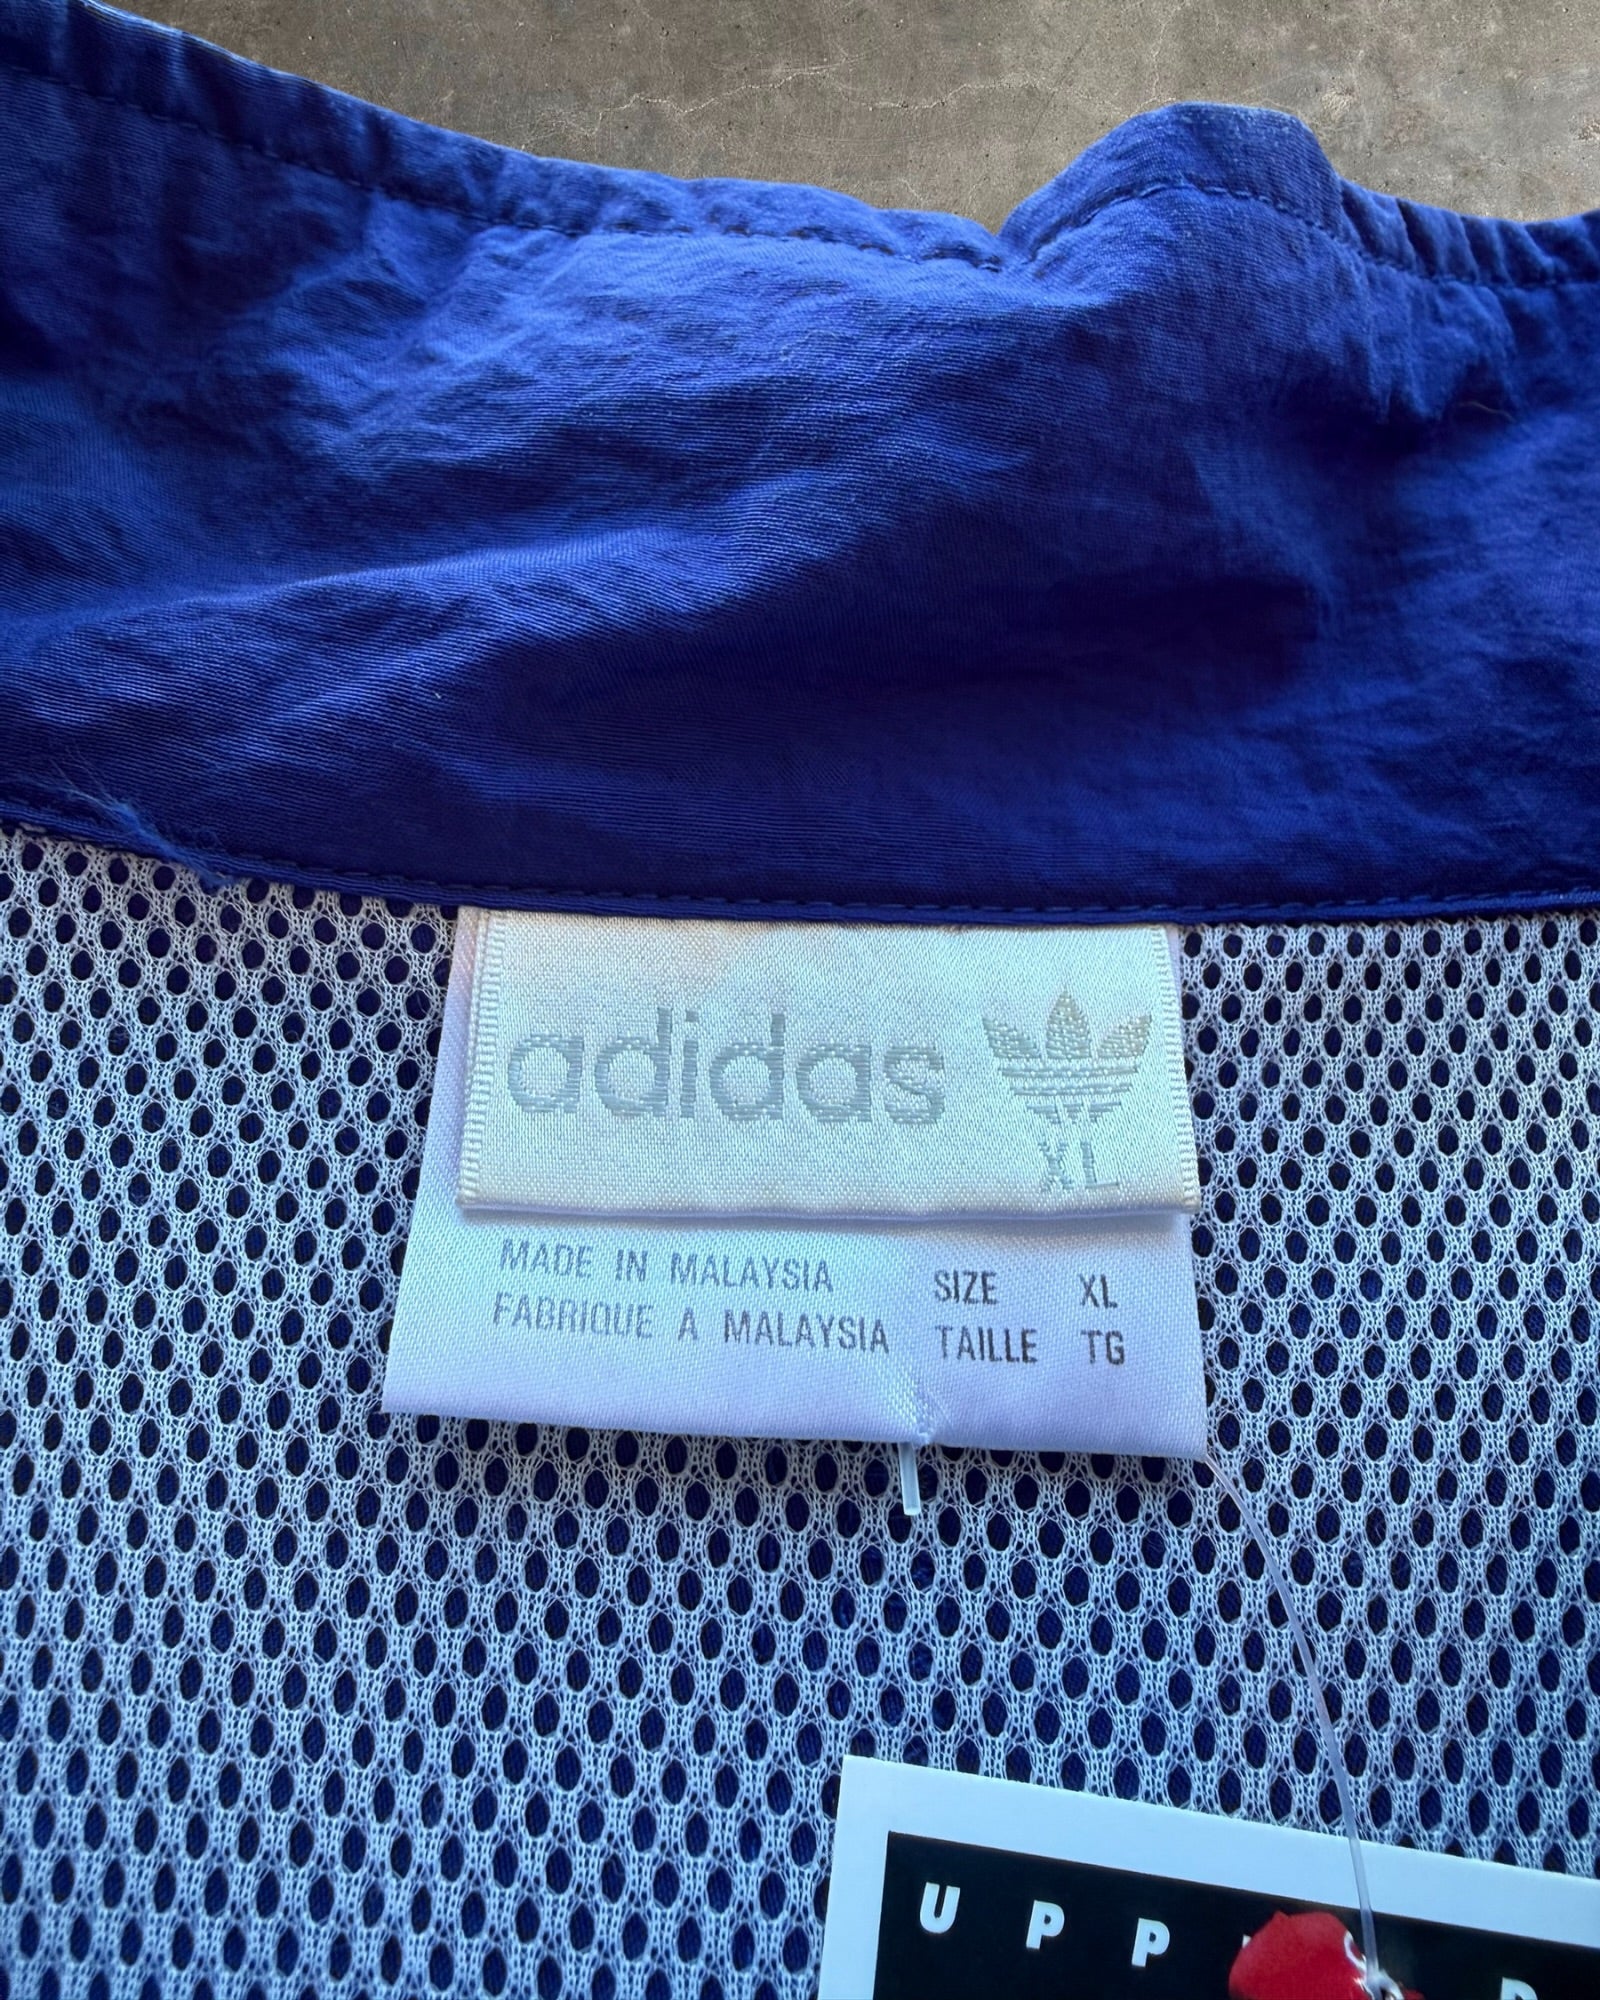 adidas
XL
MADE IN MALAYSIA SIZE XL
FABRIQUE A MALAYSIA TAILLE TG